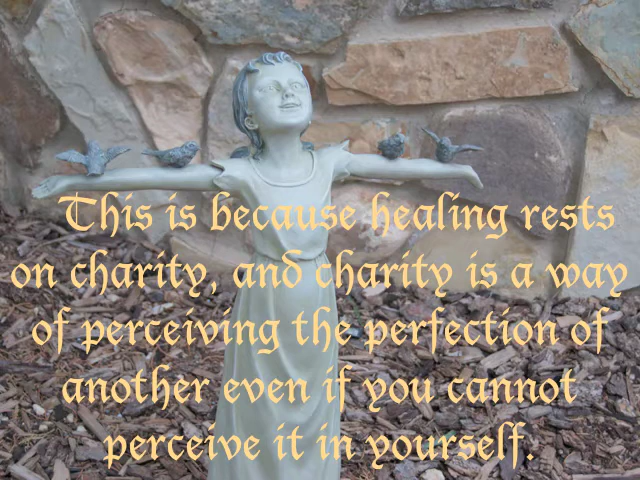 This is because healing rests
on charity, and charity is a way
of perceiving the perfection of
another even if you cannot
perceive it in yourself.